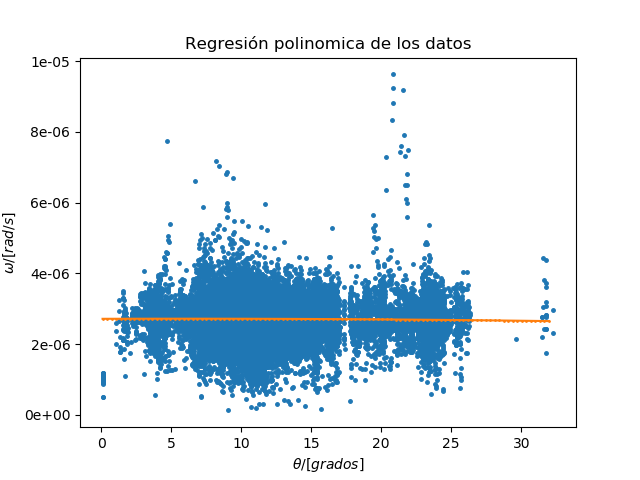 Regresión polinomica de los datos
1e-05
8e-06
6e-06
4e-06
2e-06
0e+00
ω/[rad/s]
0 5 10 15 20 25 30
θ/[grados]